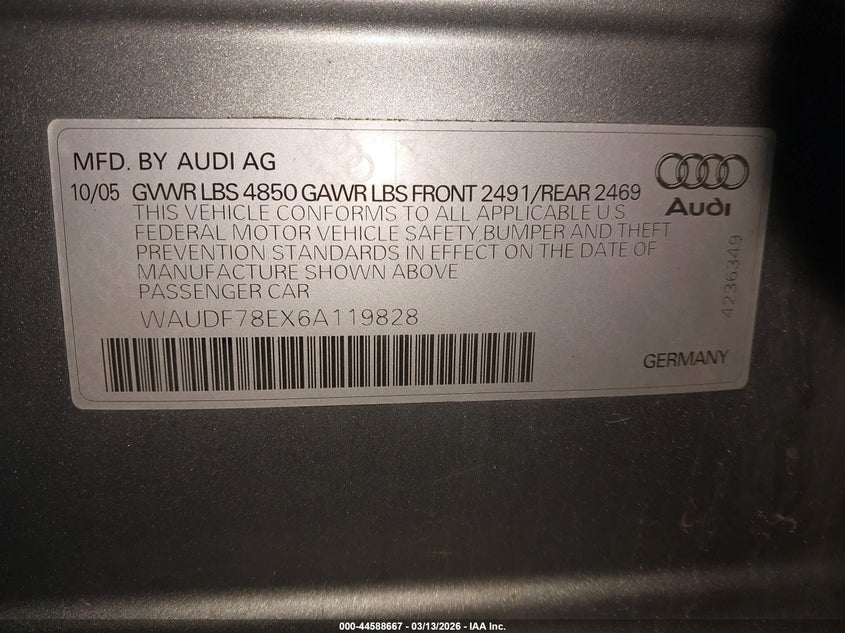 MFD. BY AUDI AG
10/05 GVWR LBS 4850 GAWR LBS FRONT 2491/REAR 2469
THIS VEHICLE CONFORMS TO ALL APPLICABLE U S
FEDERAL MOTOR VEHICLE SAFETY, BUMPER AND THEFT
PREVENTION STANDARDS IN EFFECT ON THE DATE OF
MANUFACTURE SHOWN ABOVE
PASSENGER CAR
WAUDF78EX6A119828
Audi
4236349
GERMANY
000-44588667 - 03/13/2026 - IAA Inc.